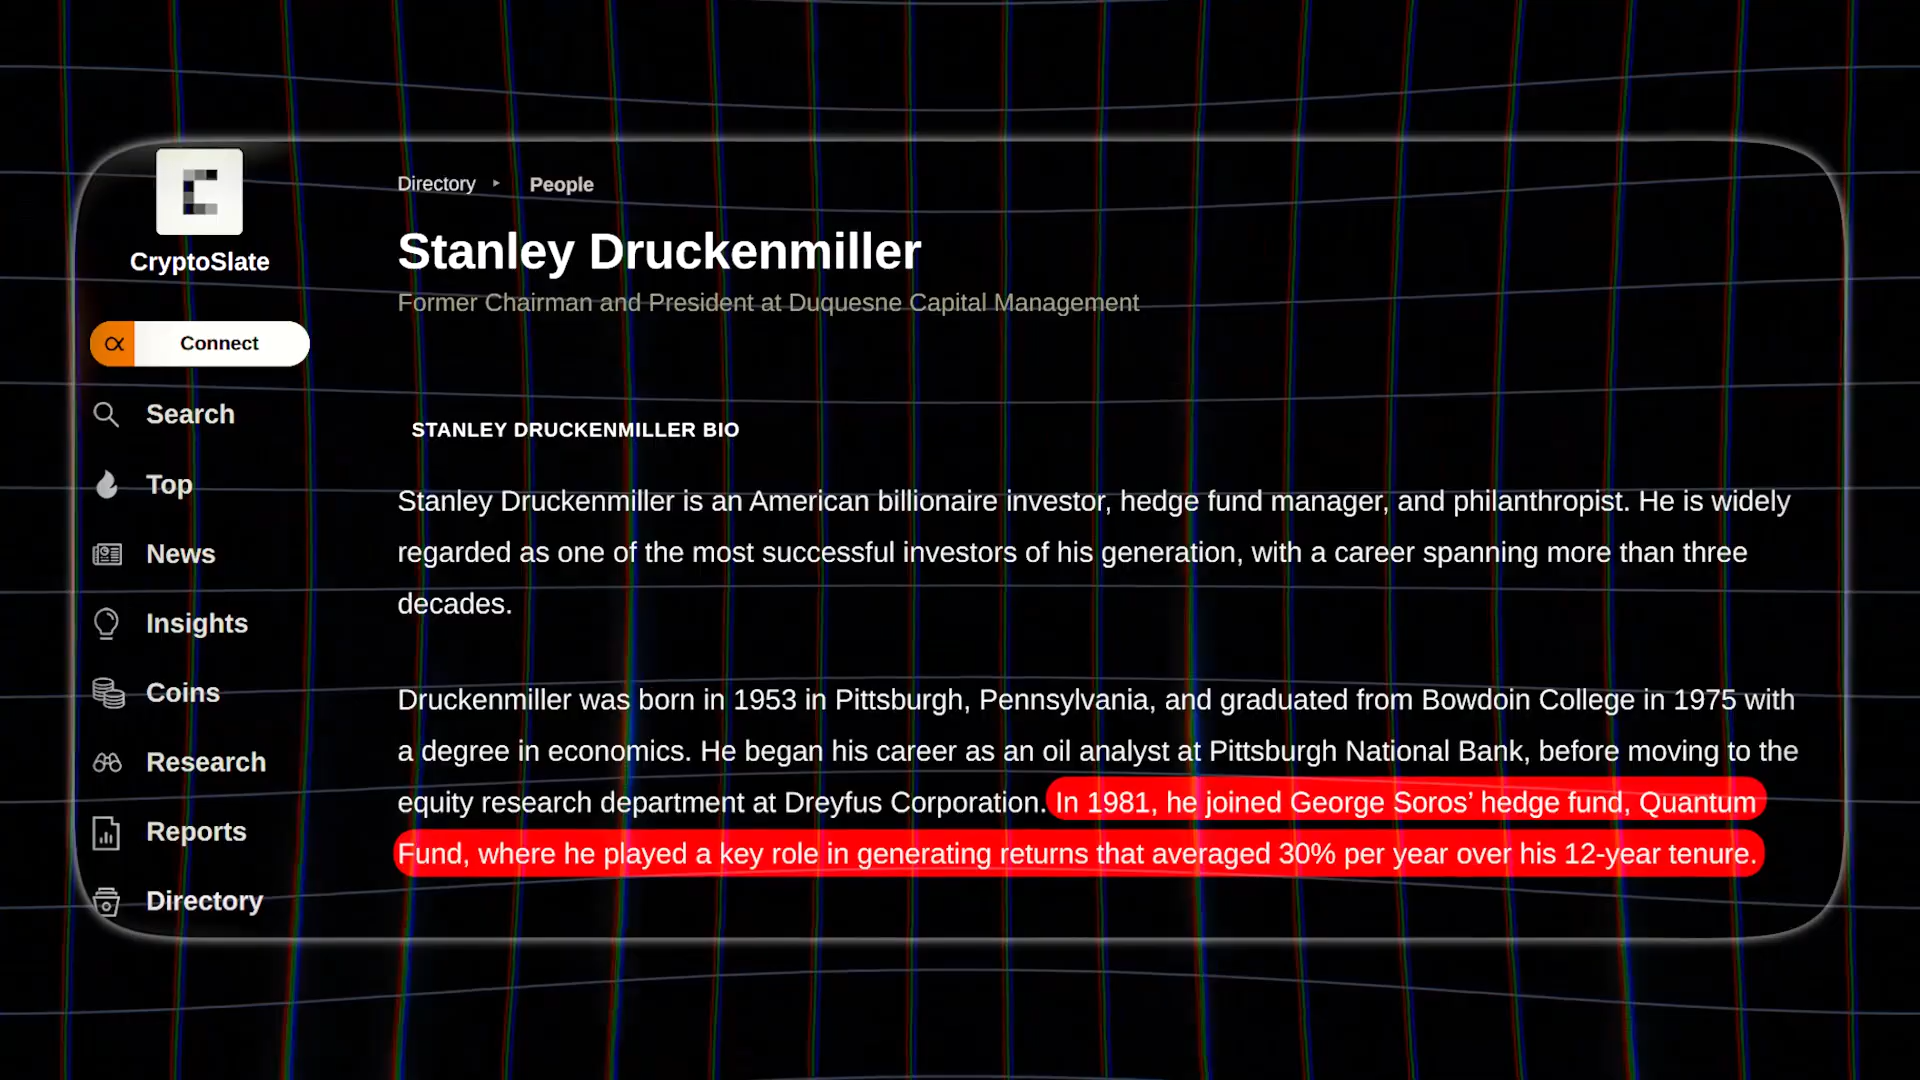 CryptoSlate
Connect
Search
Top
News
Insights
Coins
Research
Reports
Directory
Directory ▸ People
Stanley Druckenmiller
Former Chairman and President at Duquesne Capital Management
STANLEY DRUCKENMILLER BIO
Stanley Druckenmiller is an American billionaire investor, hedge fund manager, and philanthropist. He is widely
regarded as one of the most successful investors of his generation, with a career spanning more than three
decades.
Druckenmiller was born in 1953 in Pittsburgh, Pennsylvania, and graduated from Bowdoin College in 1975 with
a degree in economics. He began his career as an oil analyst at Pittsburgh National Bank, before moving to the
equity research department at Dreyfus Corporation. In 1981, he joined George Soros’ hedge fund, Quantum
Fund, where he played a key role in generating returns that averaged 30% per year over his 12-year tenure.